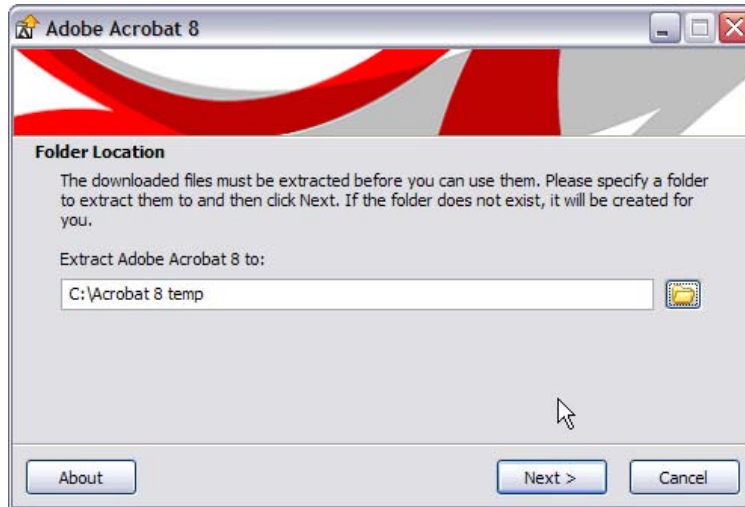 Adobe Acrobat 8
Folder Location
The downloaded files must be extracted before you can use them. Please specify a folder
to extract them to and then click Next. If the folder does not exist, it will be created for
you.
Extract Adobe Acrobat 8 to:
C:\Acrobat 8 temp
About
Next >
Cancel